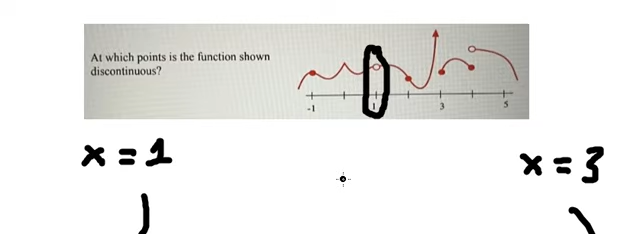 At which points is the function shown
discontinuous?
-1
1
3
5
x = 1
x = 3